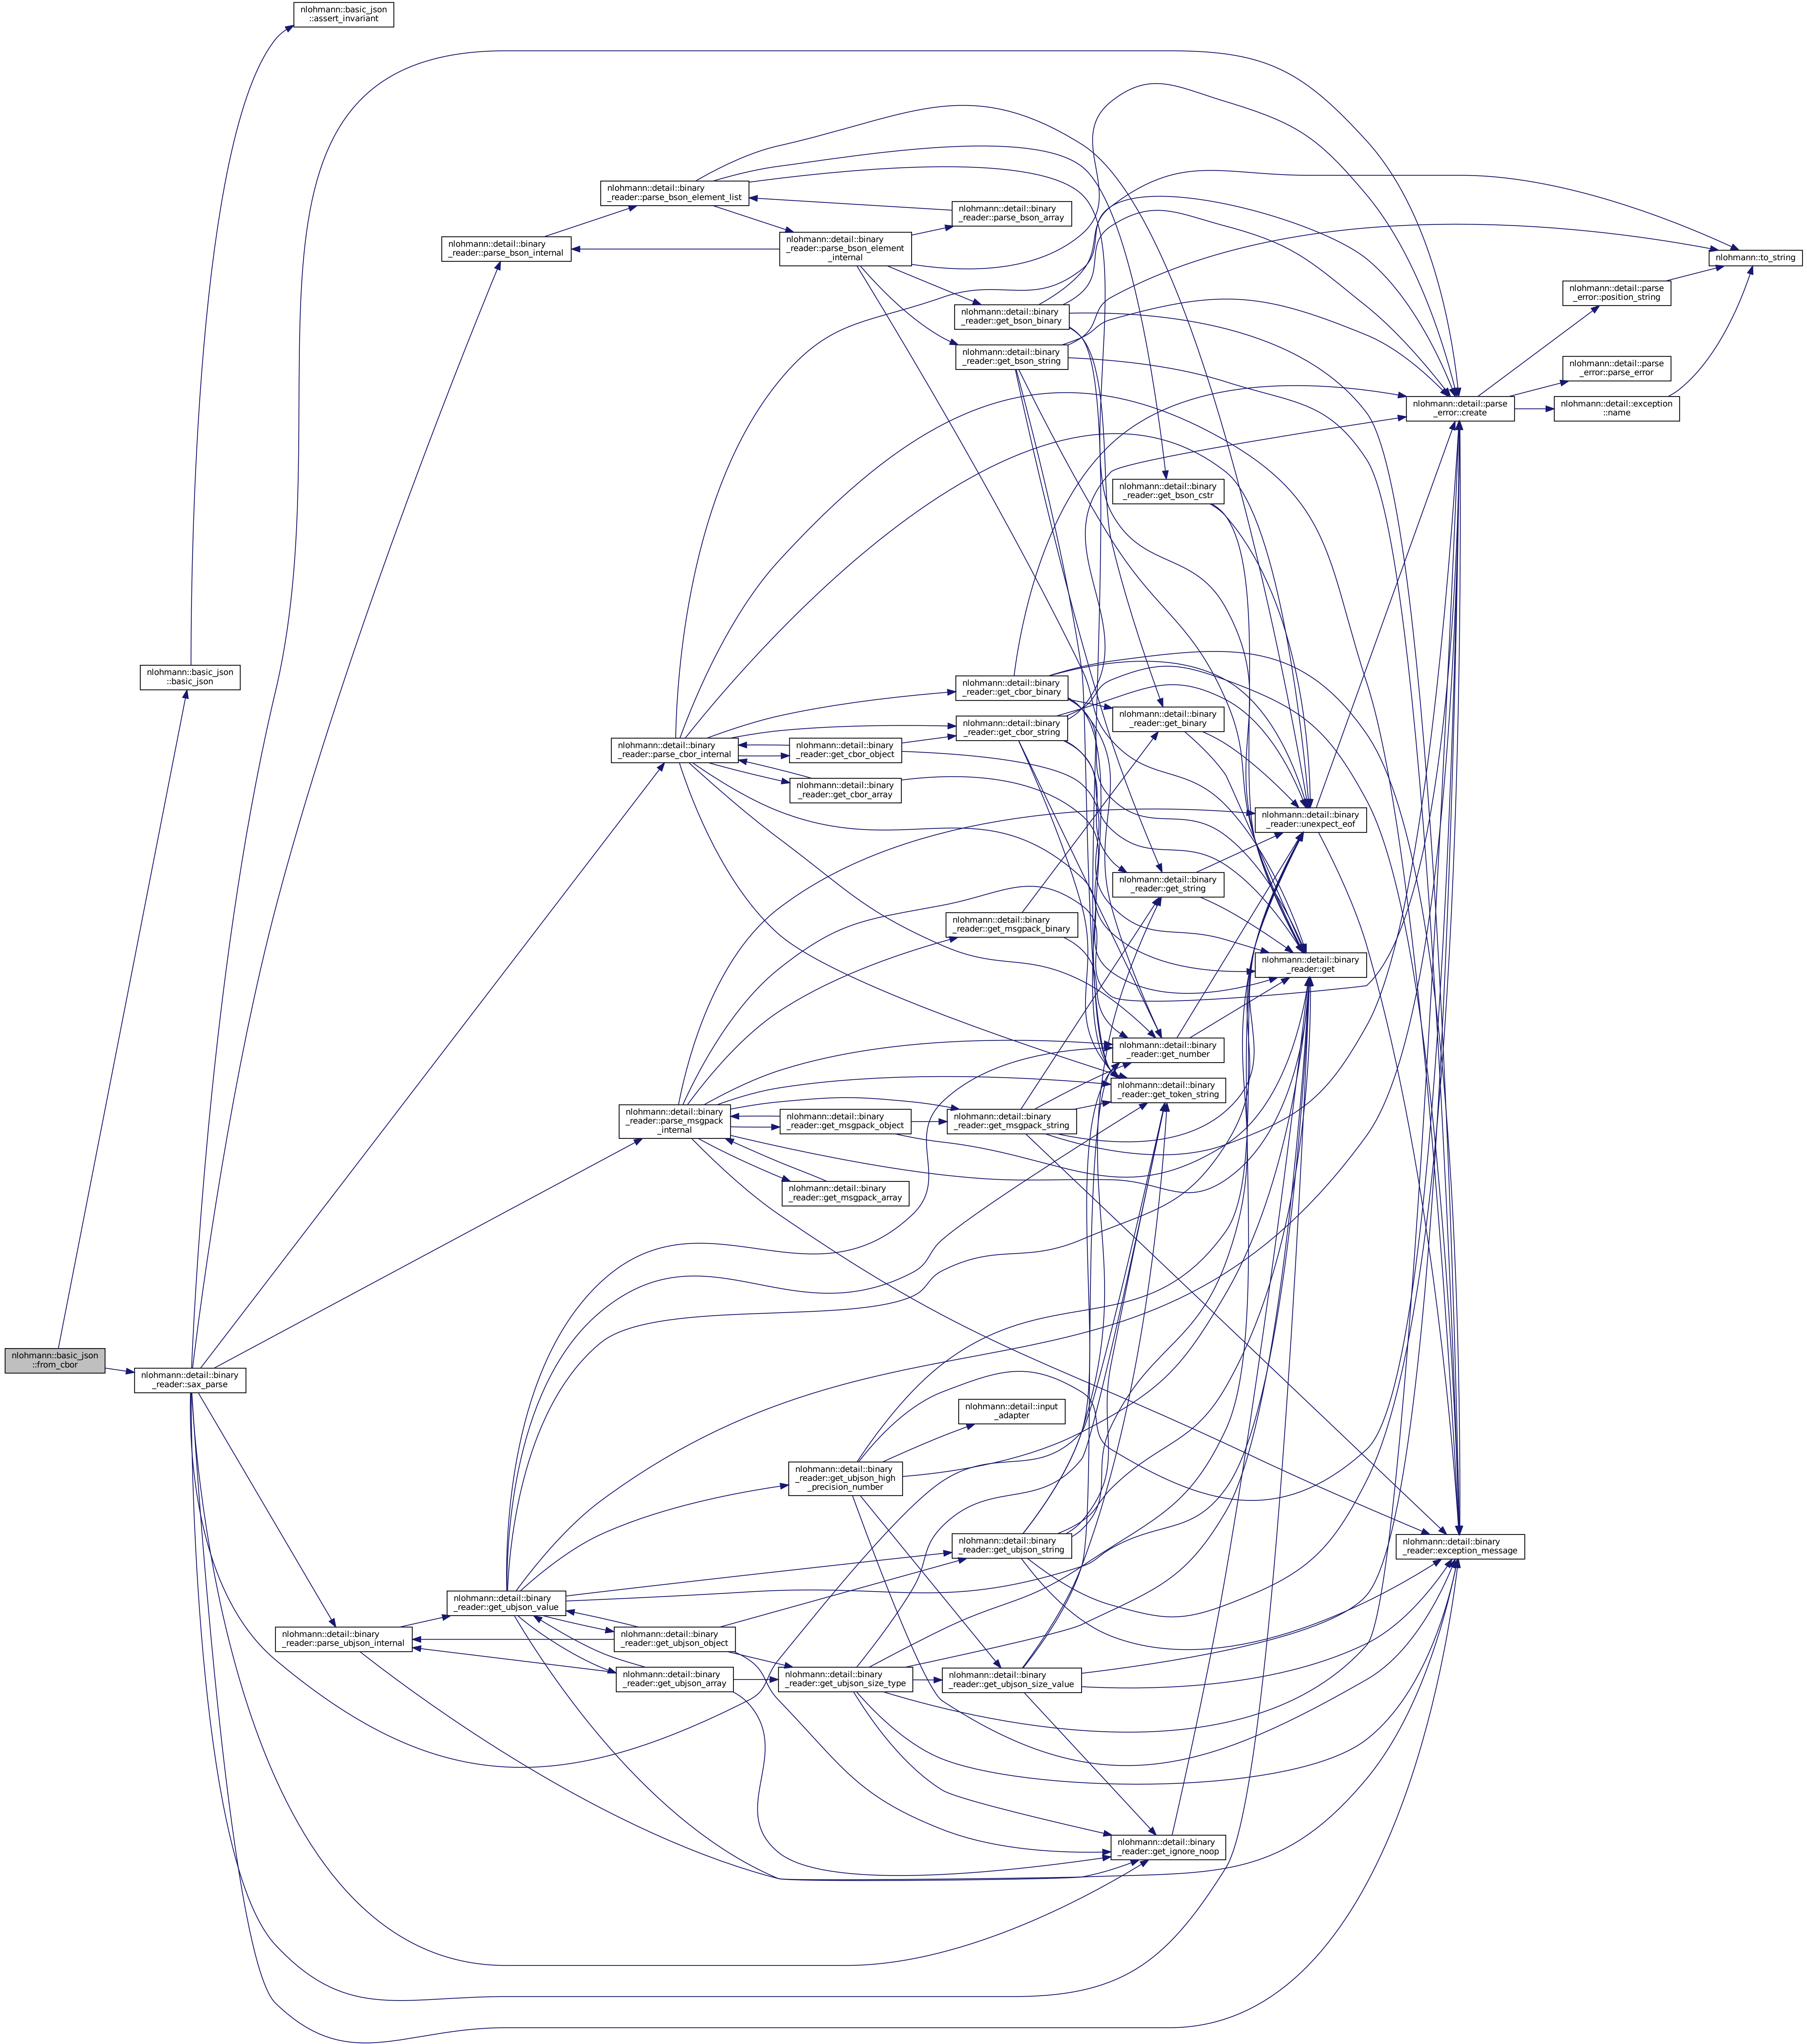 nlohmann::basic_json
::assert_invariant
nlohmann::detail::binary
_reader::parse_bson_element_list
nlohmann::detail::binary
_reader::parse_bson_array
nlohmann::detail::binary
_reader::parse_bson_internal
nlohmann::detail::binary
_reader::parse_bson_element
_internal
nlohmann::to_string
nlohmann::detail::parse
_error::position_string
nlohmann::detail::binary
_reader::get_bson_binary
nlohmann::detail::binary
_reader::get_bson_string
nlohmann::detail::parse
_error::parse_error
nlohmann::detail::parse
_error::create
nlohmann::detail::exception
::name
nlohmann::detail::binary
_reader::get_bson_cstr
nlohmann::basic_json
::basic_json
nlohmann::detail::binary
_reader::get_cbor_binary
nlohmann::detail::binary
_reader::get_binary
nlohmann::detail::binary
_reader::get_cbor_string
nlohmann::detail::binary
_reader::parse_cbor_internal
nlohmann::detail::binary
_reader::get_cbor_object
nlohmann::detail::binary
_reader::get_cbor_array
nlohmann::detail::binary
_reader::unexpect_eof
nlohmann::detail::binary
_reader::get_string
nlohmann::detail::binary
_reader::get_msgpack_binary
nlohmann::detail::binary
_reader::get
nlohmann::detail::binary
_reader::get_number
nlohmann::detail::binary
_reader::get_token_string
nlohmann::detail::binary
_reader::parse_msgpack
_internal
nlohmann::detail::binary
_reader::get_msgpack_object
nlohmann::detail::binary
_reader::get_msgpack_string
nlohmann::detail::binary
_reader::get_msgpack_array
nlohmann::basic_json
::from_cbor
nlohmann::detail::binary
_reader::sax_parse
nlohmann::detail::input
_adapter
nlohmann::detail::binary
_reader::get_ubjson_high
_precision_number
nlohmann::detail::binary
_reader::get_ubjson_string
nlohmann::detail::binary
_reader::exception_message
nlohmann::detail::binary
_reader::get_ubjson_value
nlohmann::detail::binary
_reader::parse_ubjson_internal
nlohmann::detail::binary
_reader::get_ubjson_object
nlohmann::detail::binary
_reader::get_ubjson_array
nlohmann::detail::binary
_reader::get_ubjson_size_type
nlohmann::detail::binary
_reader::get_ubjson_size_value
nlohmann::detail::binary
_reader::get_ignore_noop